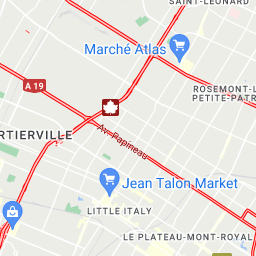 SAINT-LÉONARD
Marché Atlas
A 19
ROSEMONT-L
PETITE-PATR
RTIERVILLE
Av. Papineau
Jean Talon Market
LITTLE ITALY
LE PLATEAU-MONT-ROYAL